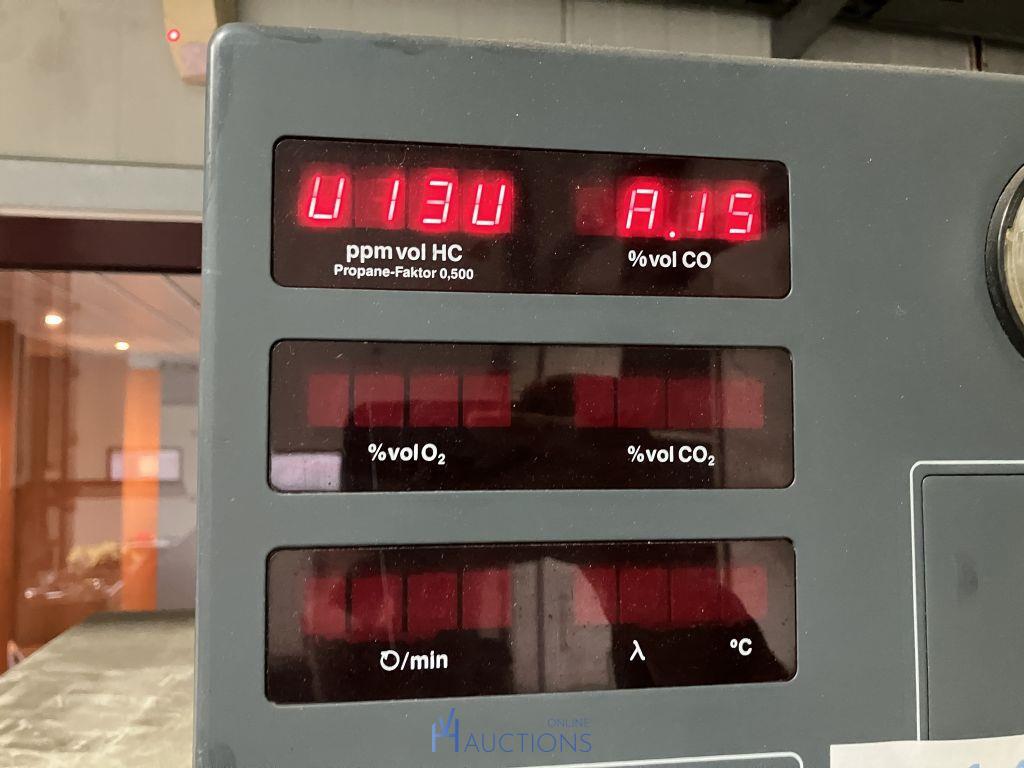 U13U A.15
ppm vol HC %vol CO
Propane-Faktor 0,500
%vol O₂ %vol CO₂
/min λ °C
ONLINE
AUCTIONS